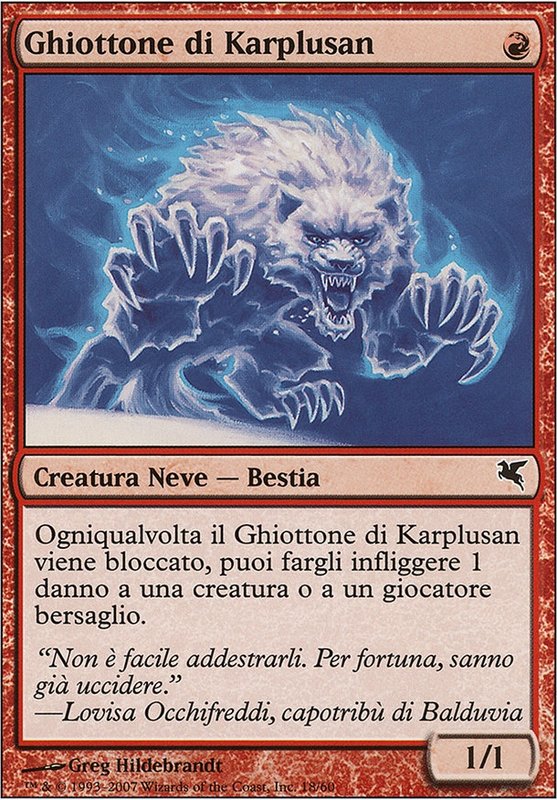 Ghiottone di Karplusan
Creatura Neve — Bestia
Ogniqualvolta il Ghiottone di Karplusan
viene bloccato, puoi fargli infliggere 1
danno a una creatura o a un giocatore
bersaglio.
“Non è facile addestrarli. Per fortuna, sanno
già uccidere.”
—Lovisa Occhifreddi, capotribù di Balduvia
1/1
Greg Hildebrandt
™ & © 1993–2007 Wizards of the Coast, Inc. 18/60